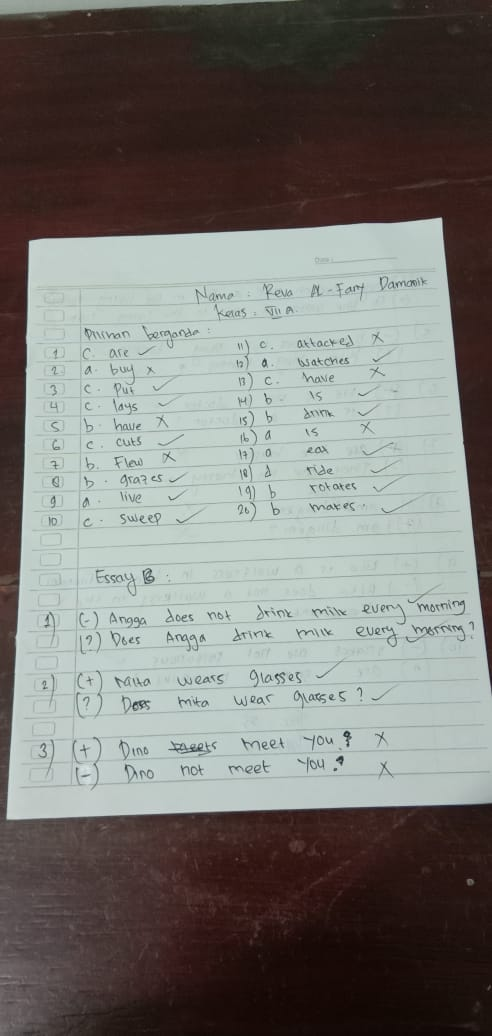 Date :
Nama : Reva AL-Fany Damanik
Kelas : VII A
Pilihan berganda :
1 c. are ✓
2 a. buy x
3 c. Put ✓
4 c. lays ✓
5 b. have X
6 c. cuts ✓
7 b. Flew X
8 b. grazes ✓
9 a. live ✓
10 c. sweep ✓
11) c. attacked X
12) a. watches ✓
13) c. have X
14) b is ✓
15) b drink ✓
16) a is X
17) a eat ✓
18) d ride ✓
19) b rotates ✓
20) b makes ✓
Essay B :
1) (-) Angga does not drink milk every morning ✓
(?) Does Angga drink milk every morning? ✓
2) (+) mita wears glasses ✓
(?) Does mita wear glasses ? ✓
3) (+) Dino meets meet you ? X
(-) Dino not meet you ? X